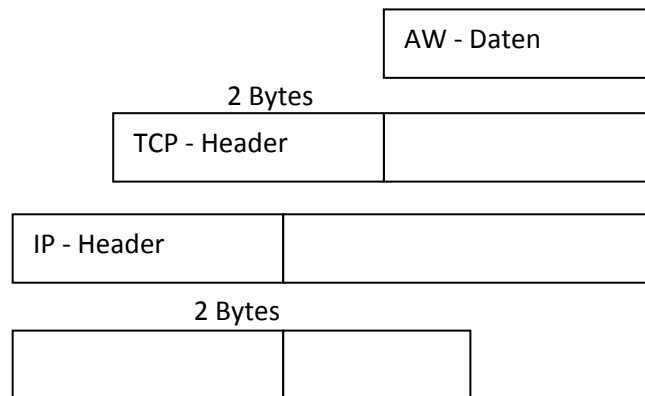 AW - Daten
2 Bytes
TCP - Header
IP - Header
2 Bytes